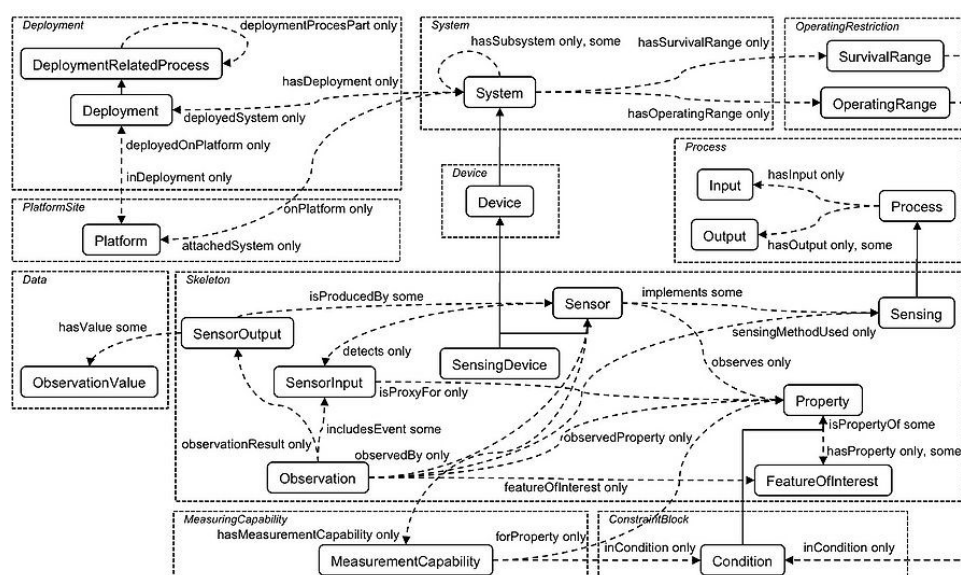 Deployment
deploymentProcesPart only
DeploymentRelatedProcess
Deployment
deployedOnPlatform only
inDeployment only
hasDeployment only
deployedSystem only
System
hasSubsystem only, some
System
hasSurvivalRange only
hasOperatingRange only
OperatingRestriction
SurvivalRange
OperatingRange
Process
hasInput only
Input
Process
Output
hasOutput only, some
Device
Device
PlatformSite
onPlatform only
Platform
attachedSystem only
Data
hasValue some
ObservationValue
Skeleton
isProducedBy some
Sensor
implements some
SensorOutput
Sensing
sensingMethodUsed only
detects only
SensingDevice
observes only
SensorInput
isProxyFor only
Property
isPropertyOf some
includesEvent some
observationResult only
observedBy only
observedProperty only
hasProperty only, some
Observation
featureOfInterest only
FeatureOfInterest
MeasuringCapability
hasMeasurementCapability only
forProperty only
MeasurementCapability
ConstraintBlock
inCondition only
Condition
inCondition only